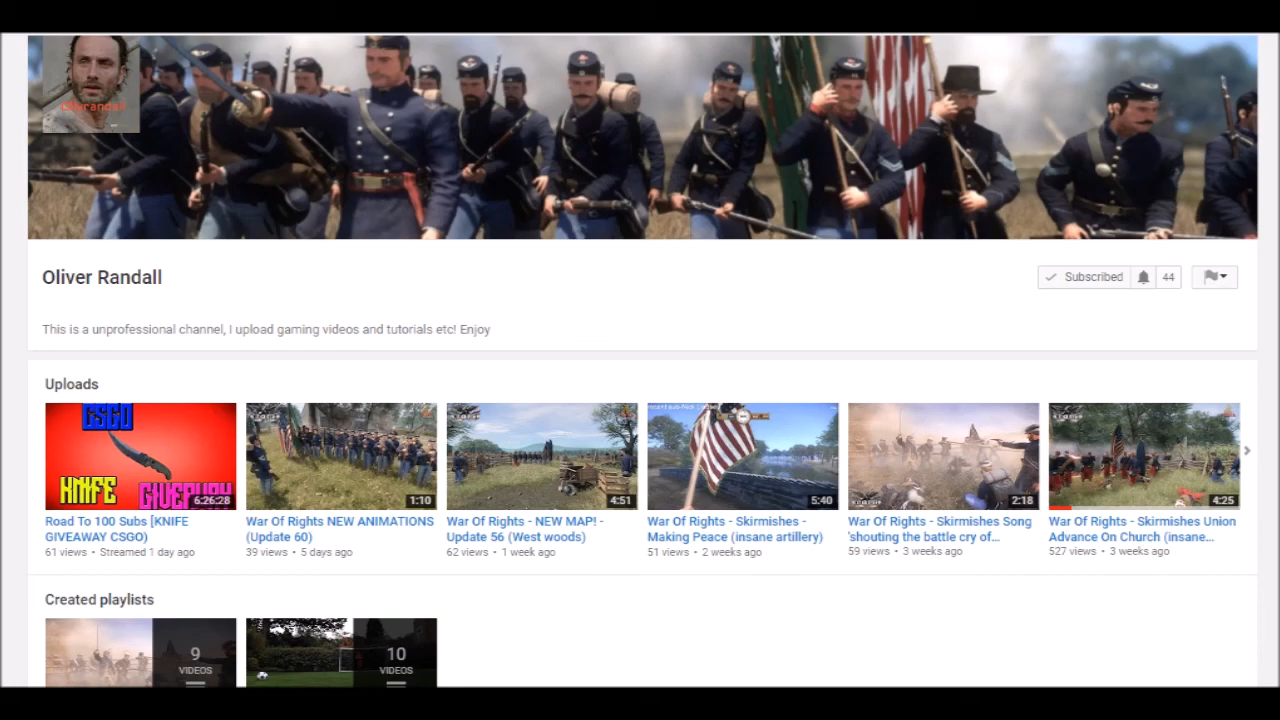 ollyrandall
Oliver Randall
Subscribed 44
This is a unprofessional channel, I upload gaming videos and tutorials etc! Enjoy
Uploads
CSGO
KNIFE
GIVEAWAY
6:26:28
1:10
4:51
5:40
2:18
4:25
Road To 100 Subs [KNIFE
GIVEAWAY CSGO)
61 views • Streamed 1 day ago
War Of Rights NEW ANIMATIONS
(Update 60)
39 views • 5 days ago
War Of Rights - NEW MAP! -
Update 56 (West woods)
62 views • 1 week ago
War Of Rights - Skirmishes -
Making Peace (insane artillery)
51 views • 2 weeks ago
War Of Rights - Skirmishes Song
'shouting the battle cry of...
59 views • 3 weeks ago
War Of Rights - Skirmishes Union
Advance On Church (insane...
527 views • 3 weeks ago
Created playlists
9
VIDEOS
10
VIDEOS